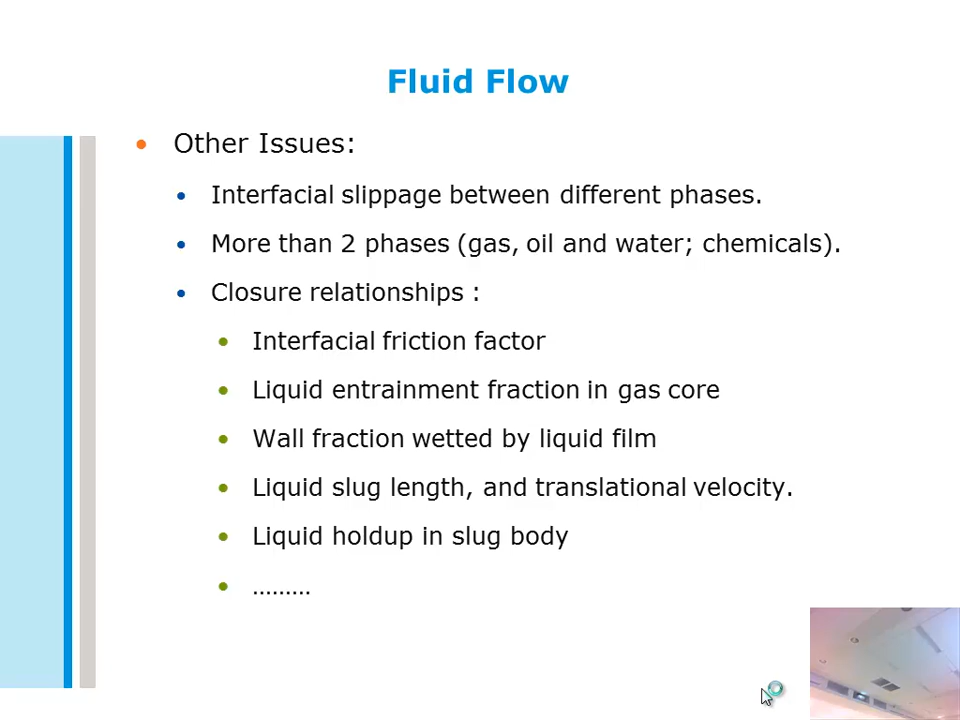 Fluid Flow
Other Issues:
Interfacial slippage between different phases.
More than 2 phases (gas, oil and water; chemicals).
Closure relationships :
Interfacial friction factor
Liquid entrainment fraction in gas core
Wall fraction wetted by liquid film
Liquid slug length, and translational velocity.
Liquid holdup in slug body
.........